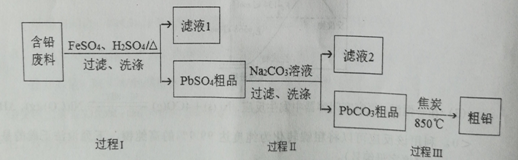 含铅
废料
FeSO₄、H₂SO₄/△
过滤、洗涤
滤液1
PbSO₄粗品
Na₂CO₃溶液
过滤、洗涤
滤液2
PbCO₃粗品
焦炭
850℃
粗铅
过程Ⅰ
过程Ⅱ
过程Ⅲ